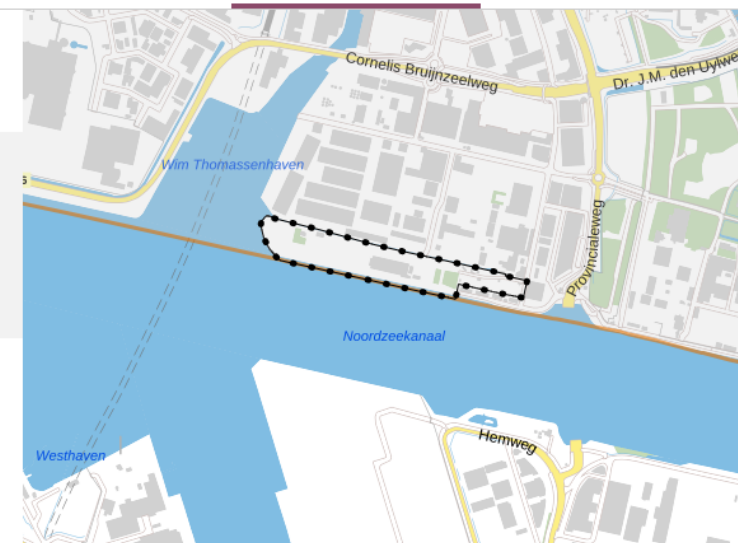 Cornelis Bruijnzeelweg
Dr. J.M. den Uylwe
Wim Thomassenhaven
s
Provincialeweg
Noordzeekanaal
Hemweg
Westhaven